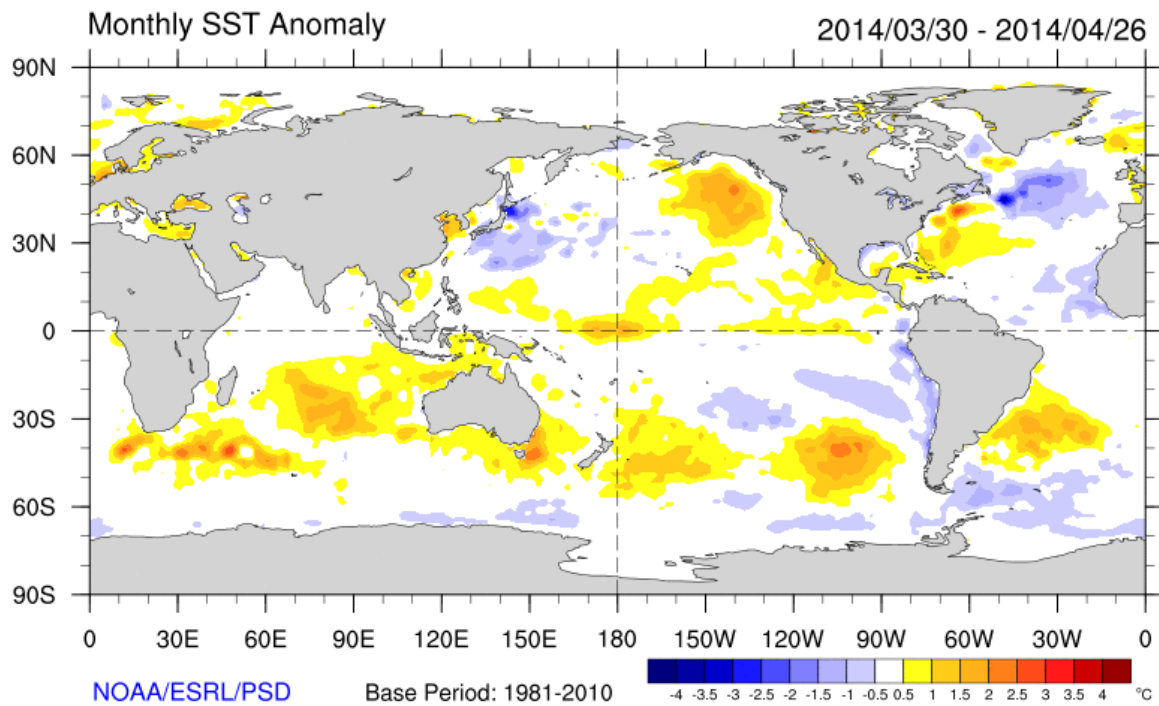 Monthly SST Anomaly 2014/03/30 - 2014/04/26
90N
60N
30N
0
30S
60S
90S
0 30E 60E 90E 120E 150E 180 150W 120W 90W 60W 30W 0
NOAA/ESRL/PSD Base Period: 1981-2010
-4 -3.5 -3 -2.5 -2 -1.5 -1 -0.5 0.5 1 1.5 2 2.5 3 3.5 4 °C